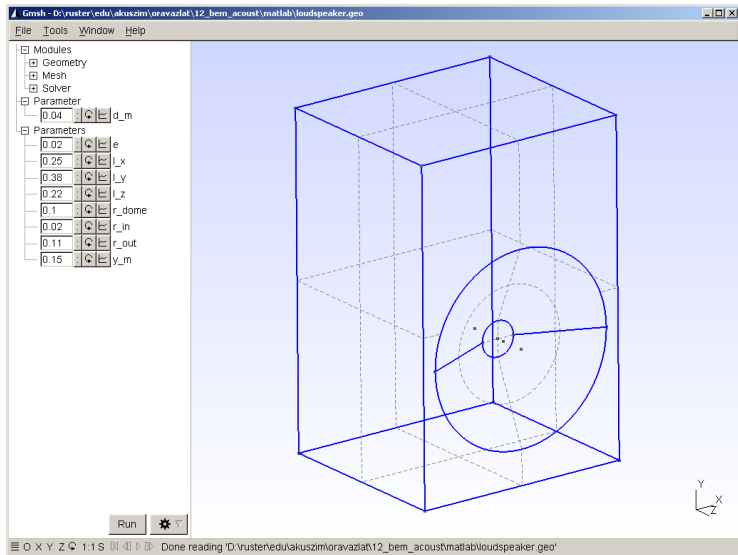 Gmsh - D:\ruster\edu\akuszim\oravazlat\12_bem_acoust\matlab\loudspeaker.geo
File Tools Window Help
Modules
Geometry
Mesh
Solver
Parameter
0.04 d_m
Parameters
0.02 e
0.25 l_x
0.38 l_y
0.22 l_z
0.1 r_dome
0.02 r_in
0.11 r_out
0.15 y_m
Y
X
Z
Run
O X Y Z 1:1 S Done reading 'D:\ruster\edu\akuszim\oravazlat\12_bem_acoust\matlab\loudspeaker.geo'